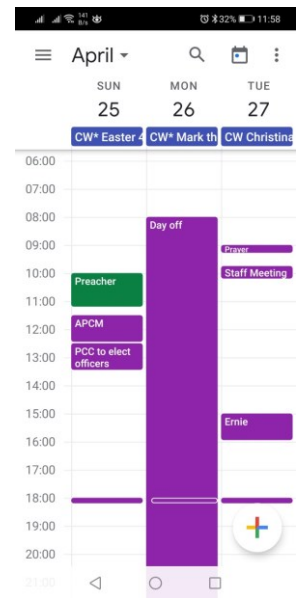 141
B/s
32%
11:58
April
SUN
MON
TUE
25
26
27
CW* Easter 4
CW* Mark th
CW Christina
06:00
07:00
08:00
Day off
09:00
Prayer
10:00
Preacher
Staff Meeting
11:00
12:00
APCM
13:00
PCC to elect
officers
14:00
15:00
Ernie
16:00
17:00
18:00
19:00
20:00
21:00